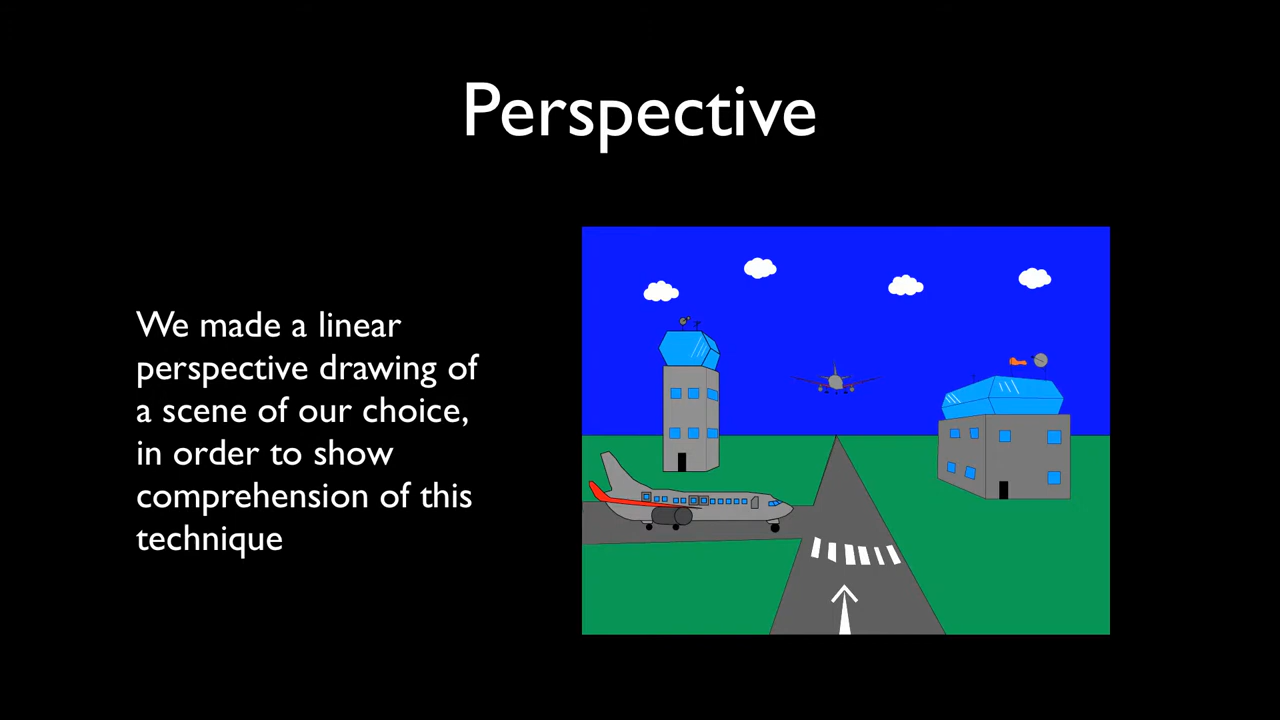 Perspective
We made a linear
perspective drawing of
a scene of our choice,
in order to show
comprehension of this
technique